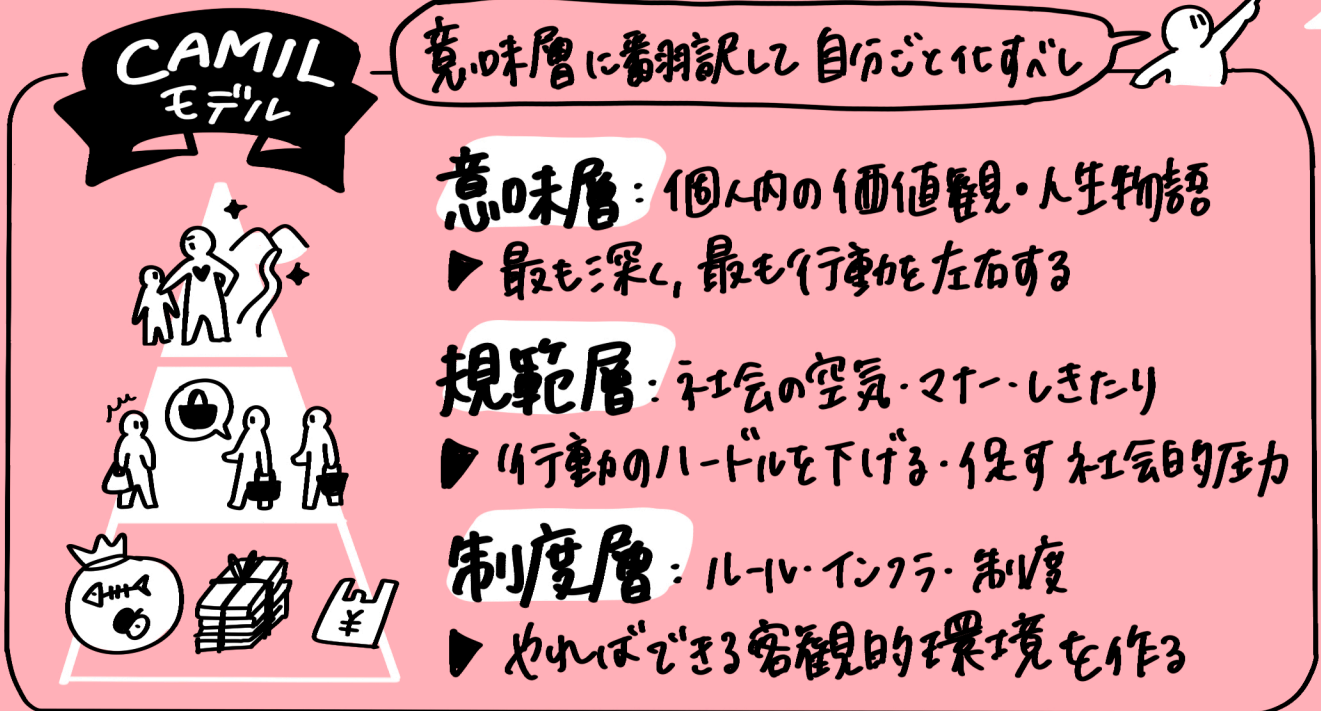 CAMIL
モデル
意味層に翻訳して自分ごと化すべし
意味層:個人内の価値観・人生物語
▶最も深く,最も行動を左右する
規範層:社会の空気・マナー・しきたり
▶行動のハードルを下げる・促す社会的圧力
制度層:ルール・インフラ・制度
▶やればできる客観的環境を作る
¥